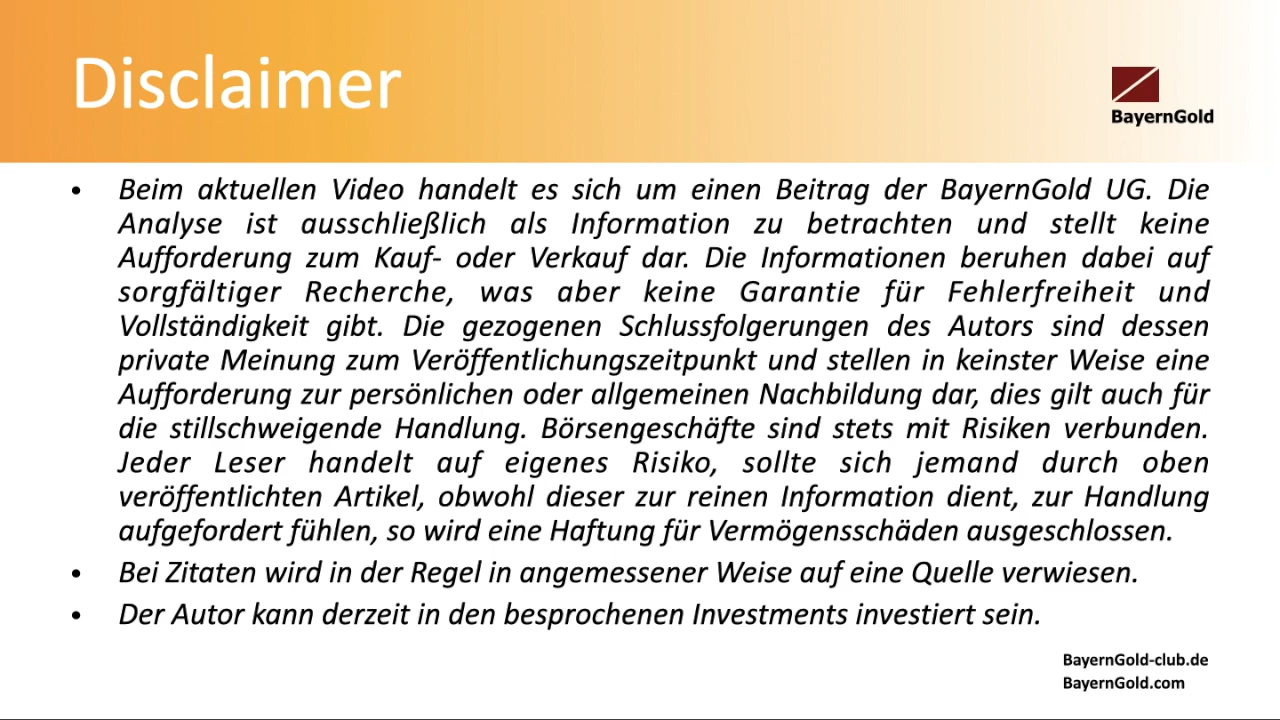 Disclaimer
BayernGold
• Beim aktuellen Video handelt es sich um einen Beitrag der BayernGold UG. Die
Analyse ist ausschließlich als Information zu betrachten und stellt keine
Aufforderung zum Kauf- oder Verkauf dar. Die Informationen beruhen dabei auf
sorgfältiger Recherche, was aber keine Garantie für Fehlerfreiheit und
Vollständigkeit gibt. Die gezogenen Schlussfolgerungen des Autors sind dessen
private Meinung zum Veröffentlichungszeitpunkt und stellen in keinster Weise eine
Aufforderung zur persönlichen oder allgemeinen Nachbildung dar, dies gilt auch für
die stillschweigende Handlung. Börsengeschäfte sind stets mit Risiken verbunden.
Jeder Leser handelt auf eigenes Risiko, sollte sich jemand durch oben
veröffentlichten Artikel, obwohl dieser zur reinen Information dient, zur Handlung
aufgefordert fühlen, so wird eine Haftung für Vermögensschäden ausgeschlossen.
• Bei Zitaten wird in der Regel in angemessener Weise auf eine Quelle verwiesen.
• Der Autor kann derzeit in den besprochenen Investments investiert sein.
BayernGold-club.de
BayernGold.com